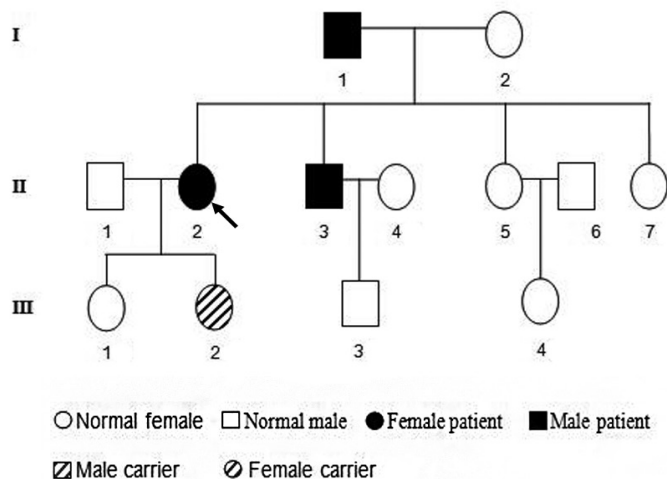 I
1 2
II
1 2 3 4 5 6 7
III
1 2 3 4
Normal female Normal male Female patient Male patient
Male carrier Female carrier